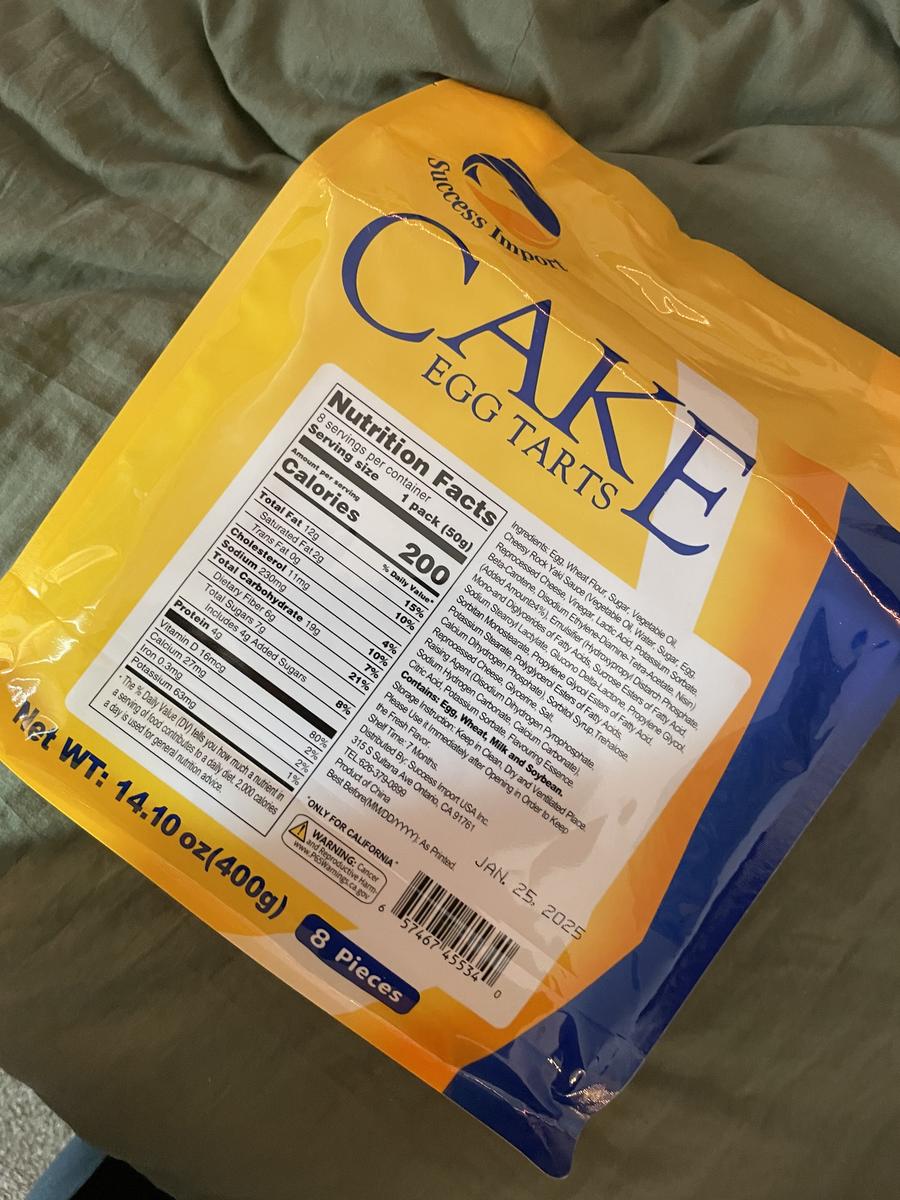 Success Import
CAKE
EGG TARTS
Nutrition Facts
8 servings per container
Serving size 1 pack (50g)
Amount per serving
Calories 200
% Daily Value*
Total Fat 12g 15%
Saturated Fat 2g 10%
Trans Fat 0g
Cholesterol 11mg 4%
Sodium 230mg 10%
Total Carbohydrate 19g 7%
Dietary Fiber 6g 21%
Total Sugars 7g
Includes 4g Added Sugars 8%
Protein 4g
Vitamin D 16mcg 80%
Calcium 27mg 2%
Iron 0.3mg 2%
Potassium 63mg 1%
* The % Daily Value (DV) tells you how much a nutrient in
a serving of food contributes to a daily diet. 2,000 calories
a day is used for general nutrition advice.
Ingredients: Egg, Wheat Flour, Sugar, Vegetable Oil,
Cheesy Rock Yaki Sauce (Vegetable Oil, Water, Sugar, Egg,
Reprocessed Cheese, Vinegar, Lactic Acid, Potassium Sorbate,
Beta-Carotene, Disodium Ethylene-Diamine-Tetra-Acetate, Nisin)
(Added Amount≥4%), Emulsifier (Hydroxypropyl Distarch Phosphate,
Mono-and Diglycerides of Fatty Acids, Sucrose Esters of Fatty Acid,
Sodium Stearoyl Lactylate, Glucono Delta-Lactone, Propylene Glycol,
Sorbitan Monostearate, Propylene Glycol Esters of Fatty Acid,
Potassium Stearate, Polyglycerol Esters of Fatty Acids,
Calcium Dihydrogen Phosphate), Sorbitol Syrup, Trehalose,
Reprocessed Cheese, Glycerine, Salt,
Raising Agent (Disodium Dihydrogen Pyrophosphate,
Sodium Hydrogen Carbonate, Calcium Carbonate),
Citric Acid, Potassium Sorbate, Flavouring Essence.
Contains: Egg, Wheat, Milk and Soybean.
Storage Instruction: Keep in Clean, Dry and Ventilated Place.
Please Use it Immediately after Opening in Order to Keep
the Fresh Flavor.
Shelf Time: 7 Months.
Distributed By: Success Import USA Inc.
315 S Sultana Ave Ontario, CA 91761
TEL:626-379-0699
Product of China
Best Before(MM/DD/YYYY): As Printed.
JAN. 25, 2025
*ONLY FOR CALIFORNIA*
WARNING: Cancer
and Reproductive Harm-
www.P65Warnings.ca.gov
6 57467 45534 0
Net WT: 14.10 oz(400g)
8 Pieces